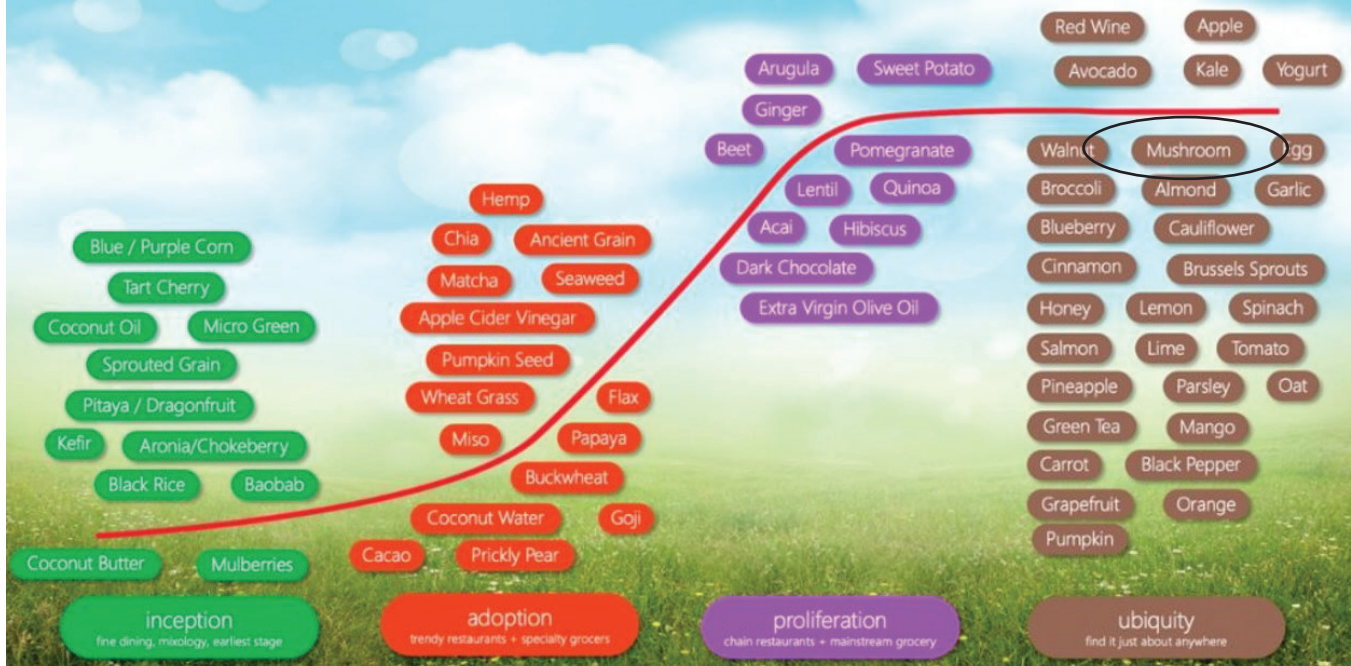 Blue / Purple Corn
Tart Cherry
Coconut Oil
Micro Green
Sprouted Grain
Pitaya / Dragonfruit
Kefir
Aronia/Chokeberry
Black Rice
Baobab
Coconut Butter
Mulberries
inception
fine dining, mixology, earliest stage
Hemp
Chia
Ancient Grain
Matcha
Seaweed
Apple Cider Vinegar
Pumpkin Seed
Wheat Grass
Flax
Miso
Papaya
Buckwheat
Coconut Water
Goji
Cacao
Prickly Pear
adoption
trendy restaurants + specialty grocers
Arugula
Sweet Potato
Ginger
Beet
Pomegranate
Lentil
Quinoa
Acai
Hibiscus
Dark Chocolate
Extra Virgin Olive Oil
proliferation
chain restaurants + mainstream grocery
Red Wine
Apple
Avocado
Kale
Yogurt
Walnut
Mushroom
Egg
Broccoli
Almond
Garlic
Blueberry
Cauliflower
Cinnamon
Brussels Sprouts
Honey
Lemon
Spinach
Salmon
Lime
Tomato
Pineapple
Parsley
Oat
Green Tea
Mango
Carrot
Black Pepper
Grapefruit
Orange
Pumpkin
ubiquity
find it just about anywhere